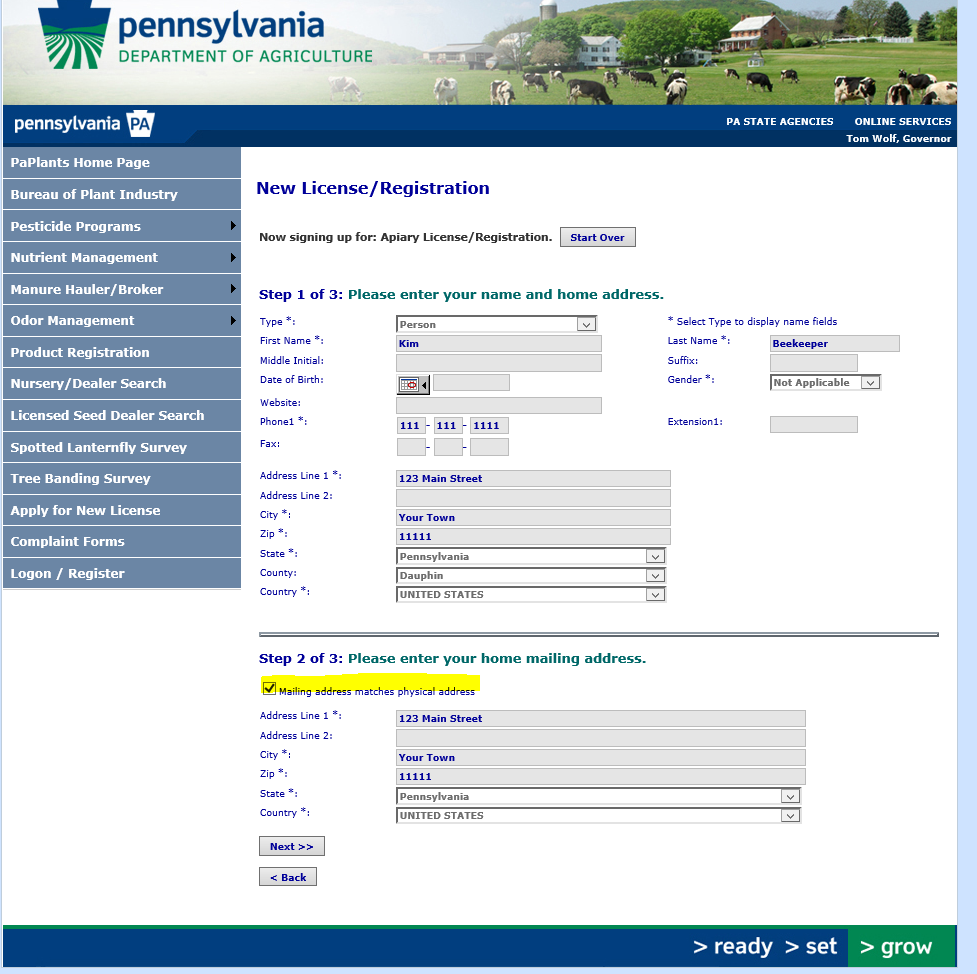 pennsylvania
DEPARTMENT OF AGRICULTURE
pennsylvania PA
PA STATE AGENCIES ONLINE SERVICES
Tom Wolf, Governor
PaPlants Home Page
Bureau of Plant Industry
Pesticide Programs
Nutrient Management
Manure Hauler/Broker
Odor Management
Product Registration
Nursery/Dealer Search
Licensed Seed Dealer Search
Spotted Lanternfly Survey
Tree Banding Survey
Apply for New License
Complaint Forms
Logon / Register
New License/Registration
Now signing up for: Apiary License/Registration. Start Over
Step 1 of 3: Please enter your name and home address.
Type *: Person * Select Type to display name fields
First Name *: Kim Last Name *: Beekeeper
Middle Initial: Suffix:
Date of Birth: Gender *: Not Applicable
Website:
Phone1 *: 111 - 111 - 1111 Extension1:
Fax: - -
Address Line 1 *: 123 Main Street
Address Line 2:
City *: Your Town
Zip *: 11111
State *: Pennsylvania
County: Dauphin
Country *: UNITED STATES
Step 2 of 3: Please enter your home mailing address.
Mailing address matches physical address
Address Line 1 *: 123 Main Street
Address Line 2:
City *: Your Town
Zip *: 11111
State *: Pennsylvania
Country *: UNITED STATES
Next >>
< Back
> ready > set > grow